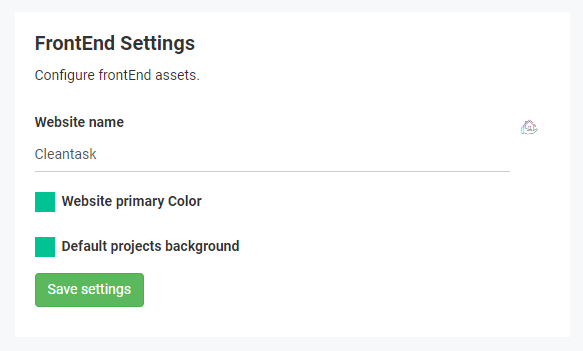 FrontEnd Settings
Configure frontEnd assets.
Website name
Cleantask
Website primary Color
Default projects background
Save settings